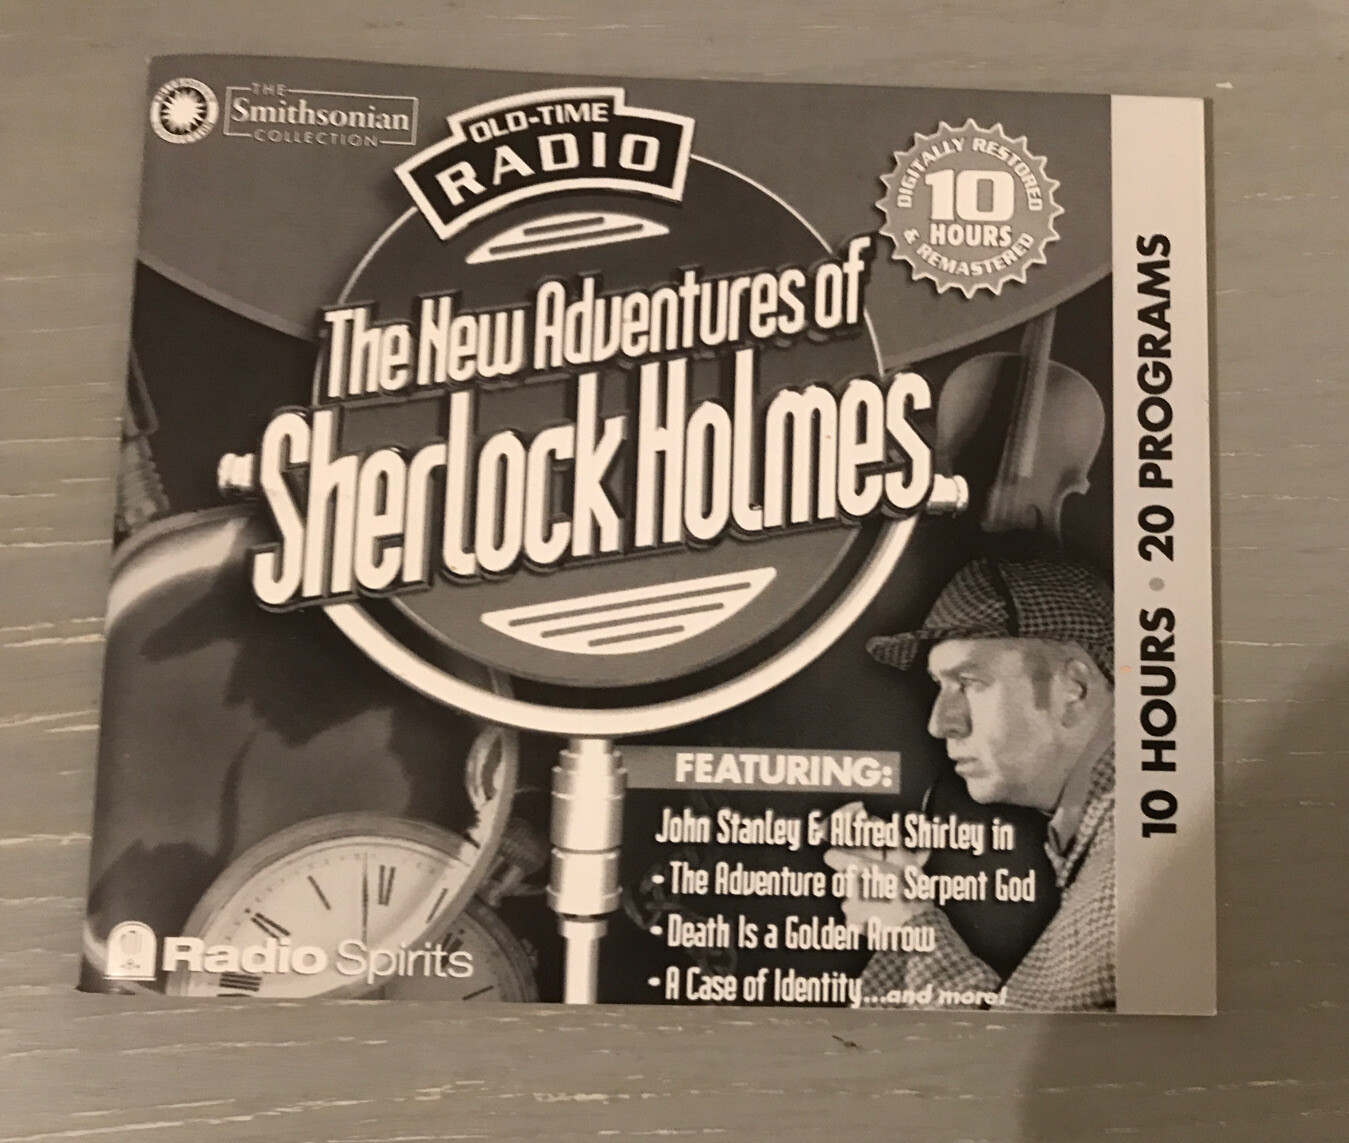 THE
Smithsonian
COLLECTION
OLD-TIME
RADIO
DIGITALLY RESTORED
10
HOURS
& REMASTERED
The New Adventures of
Sherlock Holmes
FEATURING:
John Stanley & Alfred Shirley in
• The Adventure of the Serpent God
• Death Is a Golden Arrow
• A Case of Identity...and more!
Radio Spirits
10 HOURS • 20 PROGRAMS